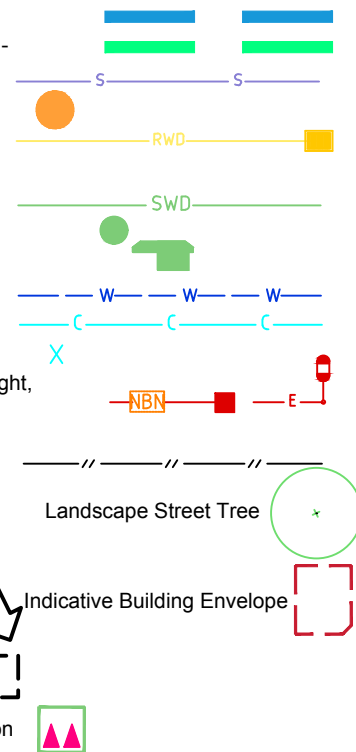 -
S S
RWD
SWD
W W W
C C C
X
ght,
NBN E
// // //
Landscape Street Tree
Indicative Building Envelope
on